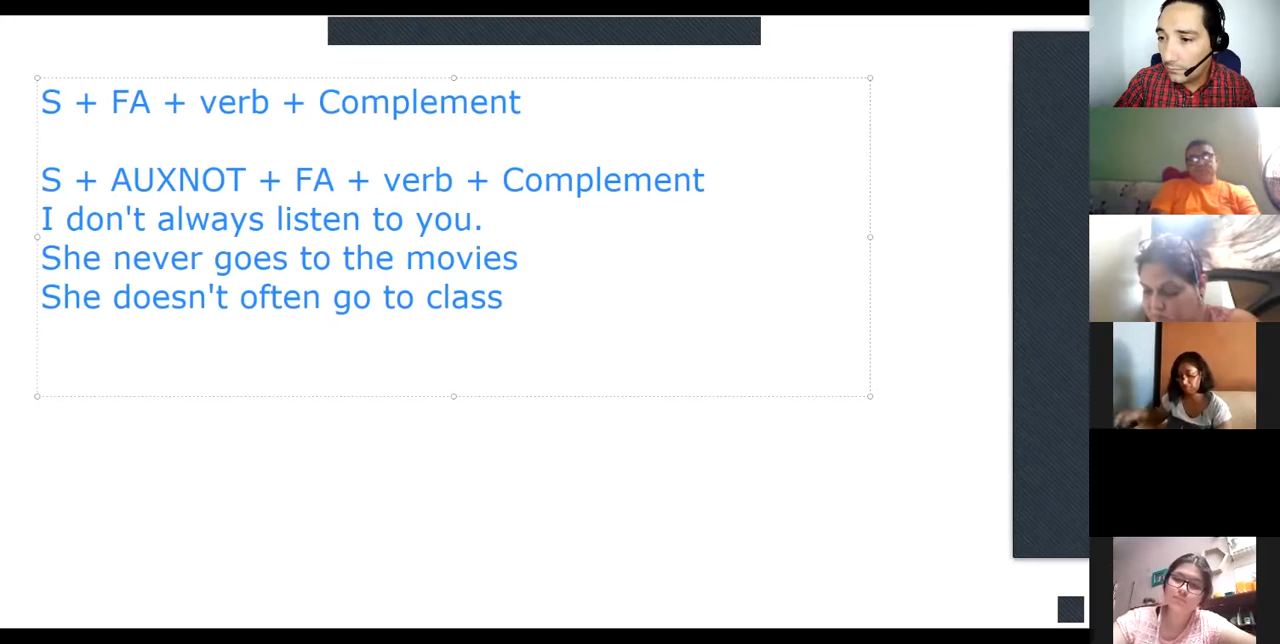 S + FA + verb + Complement
S + AUXNOT + FA + verb + Complement
I don't always listen to you.
She never goes to the movies
She doesn't often go to class